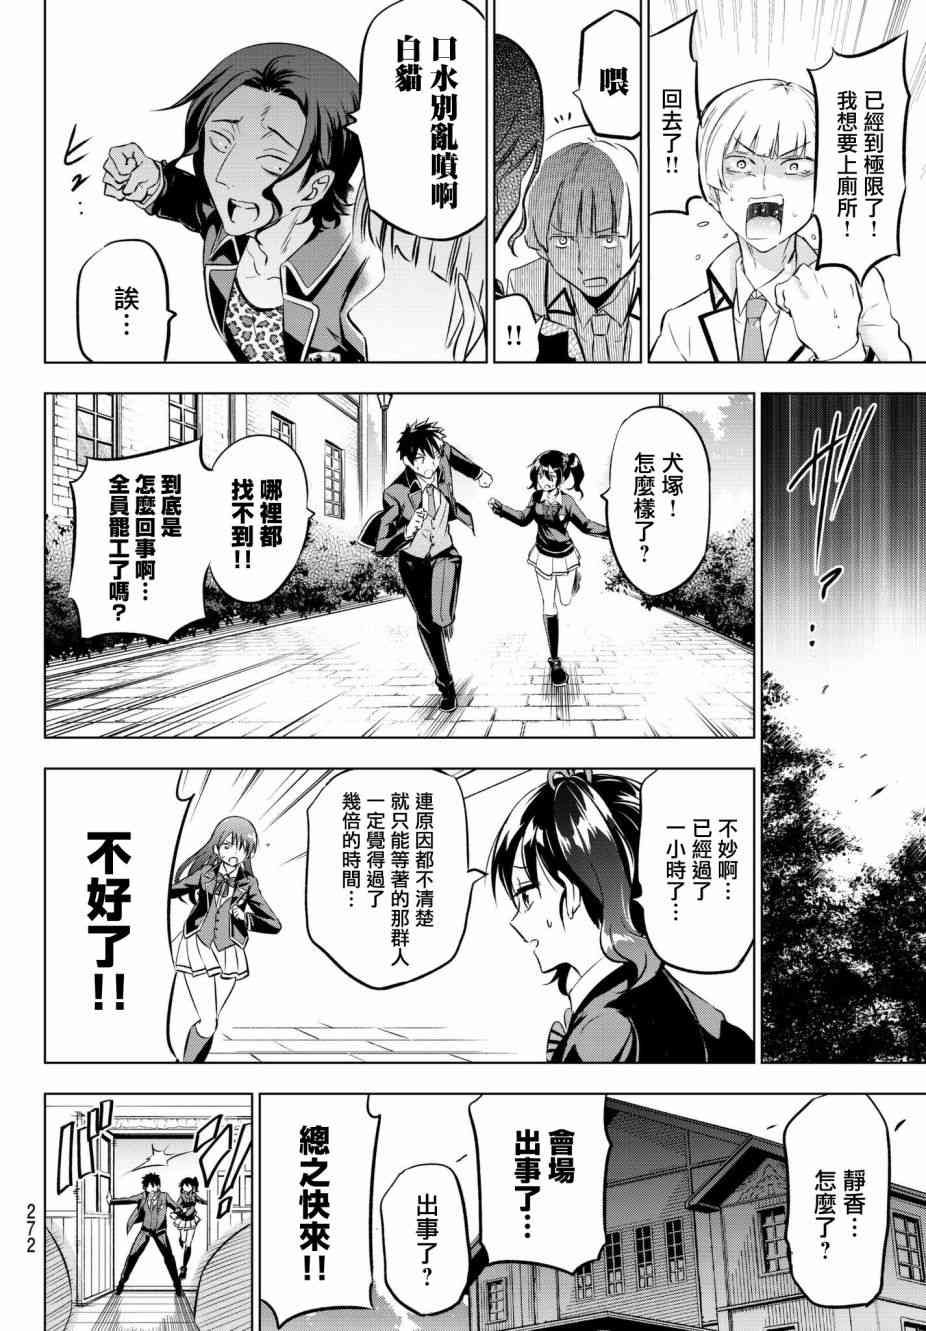 已經到極限了！
我想要上廁所！
回去了!!
喂
!!
口水別亂噴啊
白貓
誒…
犬塚！
怎麼樣了？
哪裡都
找不到!!
到底是
怎麼回事啊…
全員罷工了嗎？
不妙啊…
已經過了
一小時了…
連原因都不清楚
就只能等著的那群人
一定覺得過了
幾倍的時間…
不好了!!
靜香…
怎麼了？
會場
出事了…
出事了？
總之快來!!
272